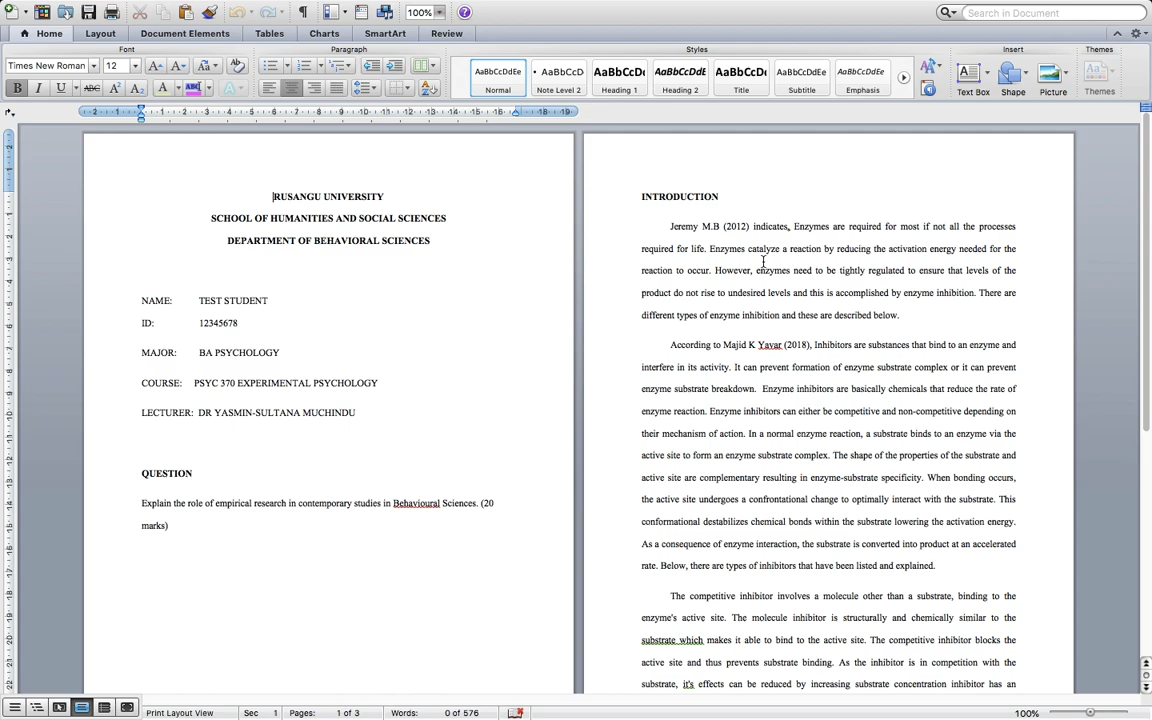 100%
Search in Document
Home
Layout
Document Elements
Tables
Charts
SmartArt
Review
Font
Paragraph
Styles
Insert
Themes
Times New Roman
12
AaBbCcDdEe
Normal
• AaBbCcD
Note Level 2
AaBbCcDc
Heading 1
AaBbCcDdE
Heading 2
AaBbCcDc
Title
AaBbCcDdEe
Subtitle
AaBbCcDdEe
Emphasis
Text Box
Shape
Picture
Themes
RUSANGU UNIVERSITY
SCHOOL OF HUMANITIES AND SOCIAL SCIENCES
DEPARTMENT OF BEHAVIORAL SCIENCES
NAME: TEST STUDENT
ID: 12345678
MAJOR: BA PSYCHOLOGY
COURSE: PSYC 370 EXPERIMENTAL PSYCHOLOGY
LECTURER: DR YASMIN-SULTANA MUCHINDU
QUESTION
Explain the role of empirical research in contemporary studies in Behavioural Sciences. (20
marks)
INTRODUCTION
Jeremy M.B (2012) indicates, Enzymes are required for most if not all the processes
required for life. Enzymes catalyze a reaction by reducing the activation energy needed for the
reaction to occur. However, enzymes need to be tightly regulated to ensure that levels of the
product do not rise to undesired levels and this is accomplished by enzyme inhibition. There are
different types of enzyme inhibition and these are described below.
According to Majid K Yavar (2018), Inhibitors are substances that bind to an enzyme and
interfere in its activity. It can prevent formation of enzyme substrate complex or it can prevent
enzyme substrate breakdown. Enzyme inhibitors are basically chemicals that reduce the rate of
enzyme reaction. Enzyme inhibitors can either be competitive and non-competitive depending on
their mechanism of action. In a normal enzyme reaction, a substrate binds to an enzyme via the
active site to form an enzyme substrate complex. The shape of the properties of the substrate and
active site are complementary resulting in enzyme-substrate specificity. When bonding occurs,
the active site undergoes a confrontational change to optimally interact with the substrate. This
conformational destabilizes chemical bonds within the substrate lowering the activation energy.
As a consequence of enzyme interaction, the substrate is converted into product at an accelerated
rate. Below, there are types of inhibitors that have been listed and explained.
The competitive inhibitor involves a molecule other than a substrate, binding to the
enzyme's active site. The molecule inhibitor is structurally and chemically similar to the
substrate which makes it able to bind to the active site. The competitive inhibitor blocks the
active site and thus prevents substrate binding. As the inhibitor is in competition with the
substrate, it's effects can be reduced by increasing substrate concentration inhibitor has an
Print Layout View
Sec 1
Pages: 1 of 3
Words: 0 of 576
100%